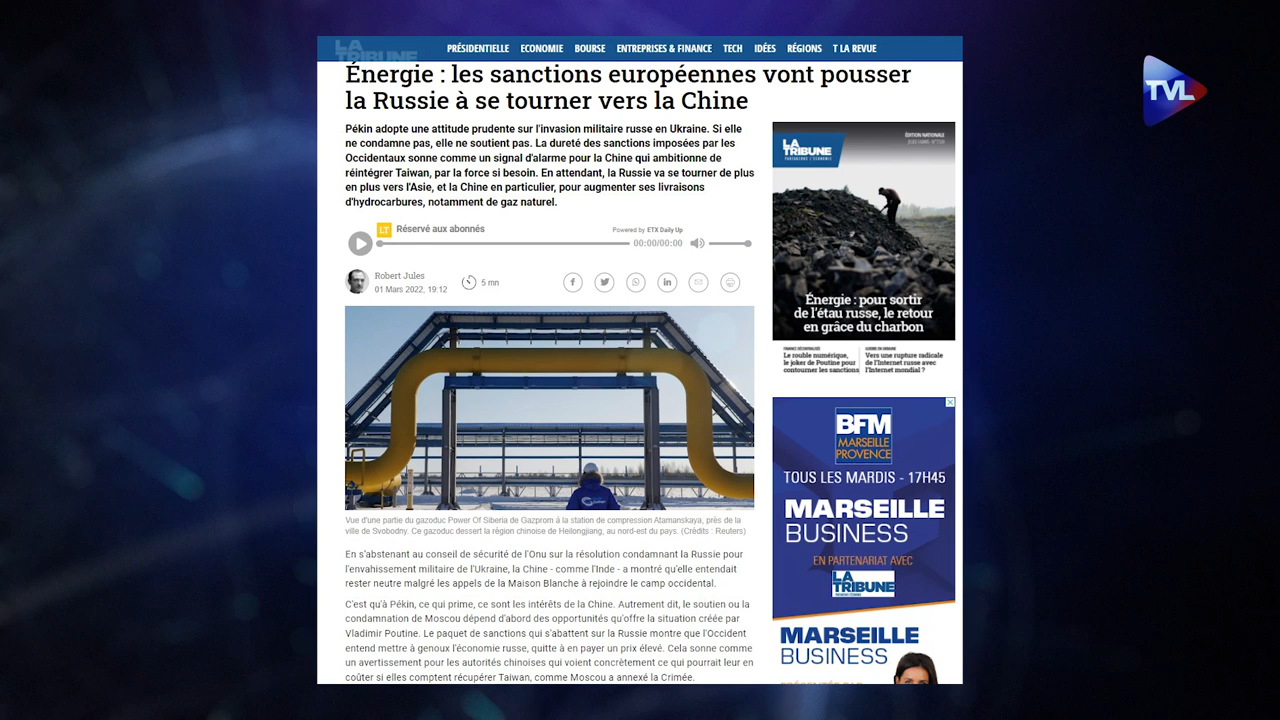 LA TRIBUNE
PRÉSIDENTIELLE ECONOMIE BOURSE ENTREPRISES & FINANCE TECH IDÉES RÉGIONS T LA REVUE
Énergie : les sanctions européennes vont pousser
la Russie à se tourner vers la Chine
Pékin adopte une attitude prudente sur l'invasion militaire russe en Ukraine. Si elle
ne condamne pas, elle ne soutient pas. La dureté des sanctions imposées par les
Occidentaux sonne comme un signal d'alarme pour la Chine qui ambitionne de
réintégrer Taiwan, par la force si besoin. En attendant, la Russie va se tourner de plus
en plus vers l'Asie, et la Chine en particulier, pour augmenter ses livraisons
d'hydrocarbures, notamment de gaz naturel.
LT Réservé aux abonnés
Powered by ETX Daily Up
00:00/00:00
Robert Jules
01 Mars 2022, 19:12
5 mn
Vue d'une partie du gazoduc Power Of Siberia de Gazprom à la station de compression Atamanskaya, près de la
ville de Svobodny. Ce gazoduc dessert la région chinoise de Heilongjiang, au nord-est du pays. (Crédits : Reuters)
En s'abstenant au conseil de sécurité de l'Onu sur la résolution condamnant la Russie pour
l'envahissement militaire de l'Ukraine, la Chine - comme l'Inde - a montré qu'elle entendait
rester neutre malgré les appels de la Maison Blanche à rejoindre le camp occidental.
C'est qu'à Pékin, ce qui prime, ce sont les intérêts de la Chine. Autrement dit, le soutien ou la
condamnation de Moscou dépend d'abord des opportunités qu'offre la situation créée par
Vladimir Poutine. Le paquet de sanctions qui s'abattent sur la Russie montre que l'Occident
entend mettre à genoux l'économie russe, quitte à en payer un prix élevé. Cela sonne comme
un avertissement pour les autorités chinoises qui voient concrètement ce qui pourrait leur en
coûter si elles comptent récupérer Taiwan, comme Moscou a annexé la Crimée.
LA
TRIBUNE
ÉDITION NATIONALE
Énergie : pour sortir
de l'étau russe, le retour
en grâce du charbon
Le rouble numérique,
le joker de Poutine pour
contourner les sanctions
Vers une rupture radicale
de l'Internet russe avec
l'Internet mondial ?
BFM
MARSEILLE
PROVENCE
TOUS LES MARDIS - 17H45
MARSEILLE
BUSINESS
EN PARTENARIAT AVEC
LA
TRIBUNE
MARSEILLE
BUSINESS
TVL